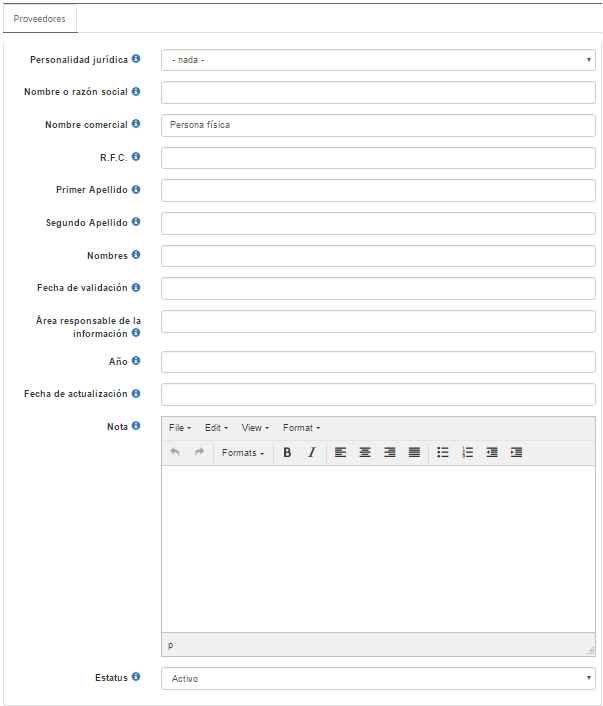 Proveedores
Personalidad jurídica
- nada -
Nombre o razón social
Nombre comercial
Persona física
R.F.C.
Primer Apellido
Segundo Apellido
Nombres
Fecha de validación
Área responsable de la
información
Año
Fecha de actualización
Nota
File Edit View Format
Formats B I
p
Estatus
Activo